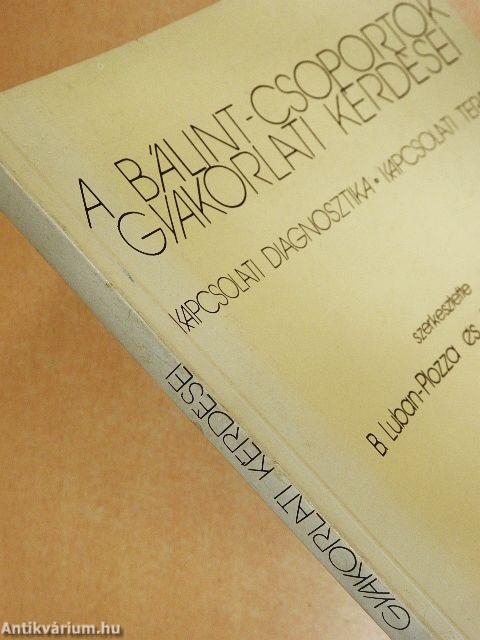 A BÁLINT-CSOPORTOK
GYAKORLATI KÉRDÉSEI
KAPCSOLATI DIAGNOSZTIKA • KAPCSOLATI
szerkesztette
B. Luban-Plozza és
GYAKORLATI KÉRDÉSEI
Antikvárium.hu